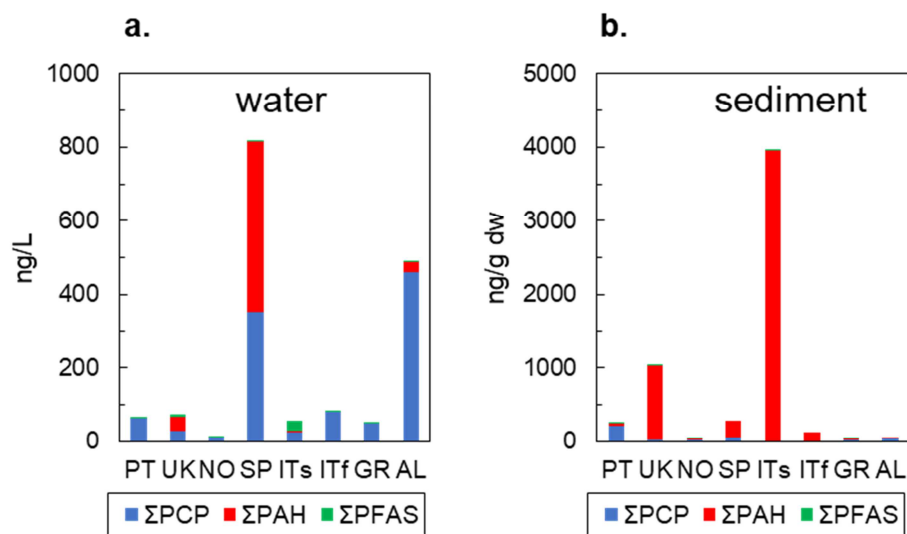 a.
water
ng/L
1000
800
600
400
200
0
PT UK NO SP ITs ITf GR AL
ΣPCP ΣPAH ΣPFAS
b.
sediment
ng/g dw
5000
4000
3000
2000
1000
0
PT UK NO SP ITs ITf GR AL
ΣPCP ΣPAH ΣPFAS